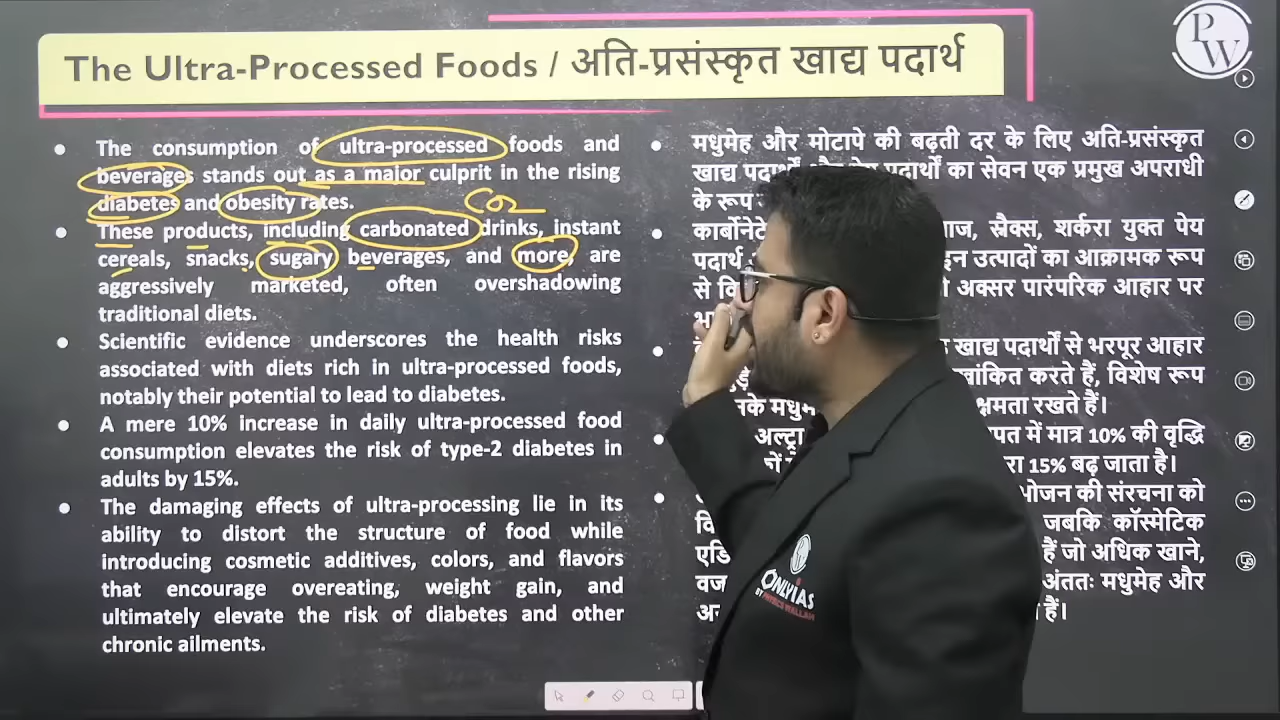 The Ultra-Processed Foods / अति-प्रसंस्कृत खाद्य पदार्थ
PW
The consumption of ultra-processed foods and
beverages stands out as a major culprit in the rising
diabetes and obesity rates.
CO2
These products, including carbonated drinks, instant
cereals, snacks, sugary beverages, and more, are
aggressively marketed, often overshadowing
traditional diets.
Scientific evidence underscores the health risks
associated with diets rich in ultra-processed foods,
notably their potential to lead to diabetes.
A mere 10% increase in daily ultra-processed food
consumption elevates the risk of type-2 diabetes in
adults by 15%.
The damaging effects of ultra-processing lie in its
ability to distort the structure of food while
introducing cosmetic additives, colors, and flavors
that encourage overeating, weight gain, and
ultimately elevate the risk of diabetes and other
chronic ailments.
मधुमेह और मोटापे की बढ़ती दर के लिए अति-प्रसंस्कृत
खाद्य पदार्थों और पेय पदार्थों का सेवन एक प्रमुख अपराधी
के रूप
स्नैक्स, शर्करा युक्त पेय
पदार्थ इन उत्पादों का आक्रामक रूप
से अक्सर पारंपरिक आहार पर
खाद्य पदार्थों से भरपूर आहार
करते हैं, विशेष रूप
क्षमता रखते हैं।
अल्ट्रा में मात्र 10% की वृद्धि
15% बढ़ जाता है।
की संरचना को
जबकि कॉस्मेटिक
हैं जो अधिक खाने,
अंततः मधुमेह और
हैं।
ONLYIAS
BY PHYSICS WALLAH